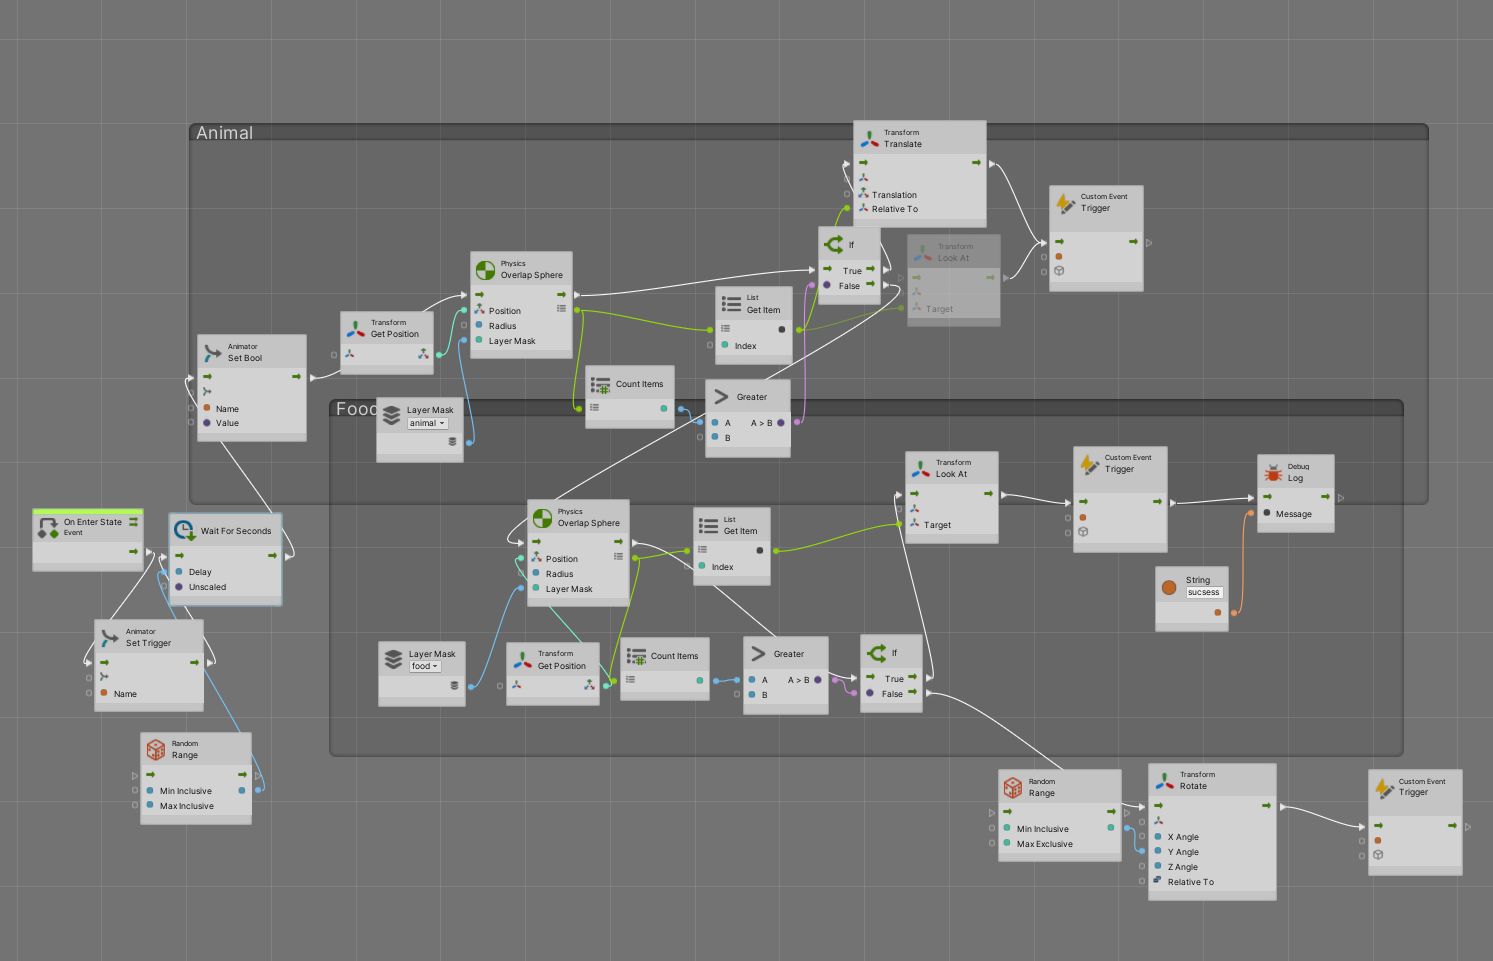 Animal
Transform
Translate
Translation
Relative To
Custom Event
Trigger
If
True
False
Transform
Look At
Target
Physics
Overlap Sphere
Position
Radius
Layer Mask
List
Get Item
Index
Transform
Get Position
Animator
Set Bool
Name
Value
Count Items
Greater
A
A > B
B
Layer Mask
animal
Food
On Enter State
Event
Wait For Seconds
Delay
Unscaled
Animator
Set Trigger
Name
Random
Range
Min Inclusive
Max Inclusive
Physics
Overlap Sphere
Position
Radius
Layer Mask
List
Get Item
Index
Transform
Look At
Target
Custom Event
Trigger
Debug
Log
Message
String
sucsess
Layer Mask
food
Transform
Get Position
Count Items
Greater
A
A > B
B
If
True
False
Random
Range
Min Inclusive
Max Exclusive
Transform
Rotate
X Angle
Y Angle
Z Angle
Relative To
Custom Event
Trigger